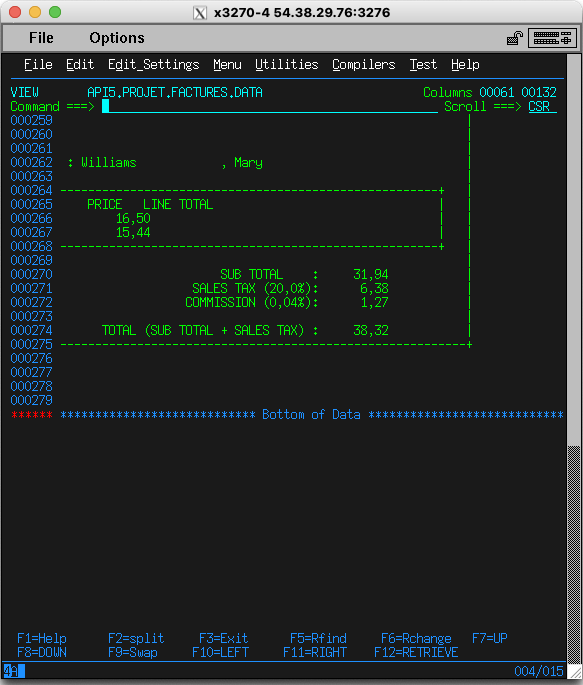 x3270-4 54.38.29.76:3276
File Options
File Edit Edit_Settings Menu Utilities Compilers Test Help
VIEW API5.PROJET.FACTURES.DATA Columns 00061 00132
Command ===> Scroll ===> CSR
000259 |
000260 |
000261 |
000262 : Williams , Mary |
000263 |
000264 -------------------------------------------------------+ |
000265 PRICE LINE TOTAL | |
000266 16,50 | |
000267 15,44 | |
000268 -------------------------------------------------------+ |
000269 |
000270 SUB TOTAL : 31,94 |
000271 SALES TAX (20,0%): 6,38 |
000272 COMMISSION (0,04%): 1,27 |
000273 |
000274 TOTAL (SUB TOTAL + SALES TAX) : 38,32 |
000275 -----------------------------------------------------------+
000276
000277
000278
000279
****** **************************** Bottom of Data ****************************
F1=Help F2=split F3=Exit F5=Rfind F6=Rchange F7=UP
F8=DOWN F9=Swap F10=LEFT F11=RIGHT F12=RETRIEVE
4A 004/015